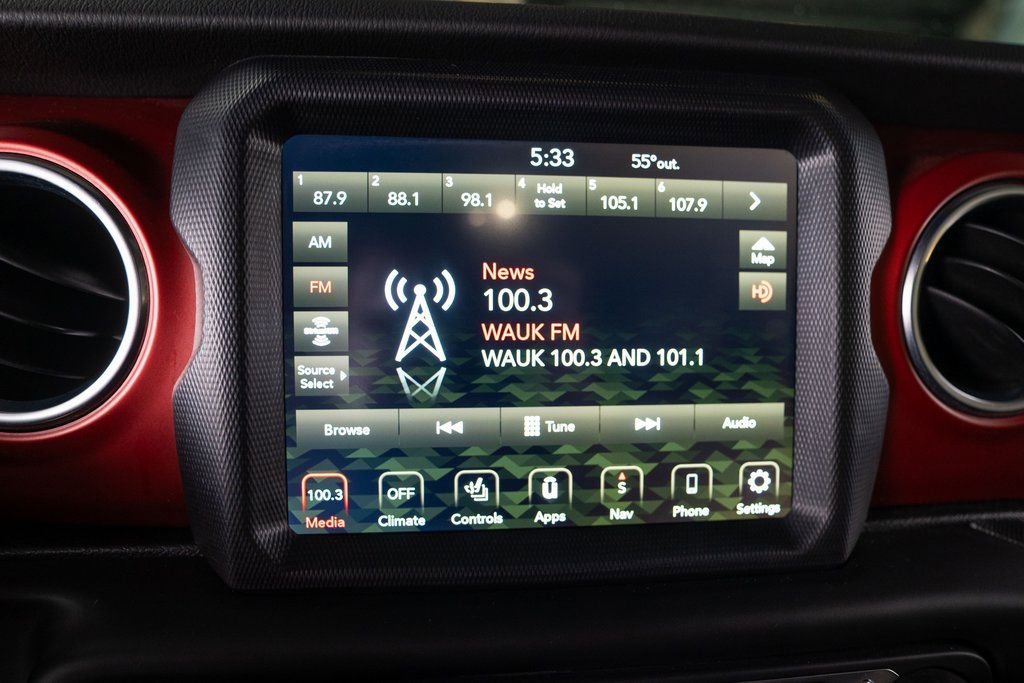 5:33 55° out.
1 87.9 2 88.1 3 98.1 4 Hold to Set 5 105.1 6 107.9
AM
Map
FM
HD
News
100.3
WAUK FM
WAUK 100.3 AND 101.1
SiriusXM
Source
Select
Browse Tune Audio
100.3 OFF S
Media Climate Controls Apps Nav Phone Settings